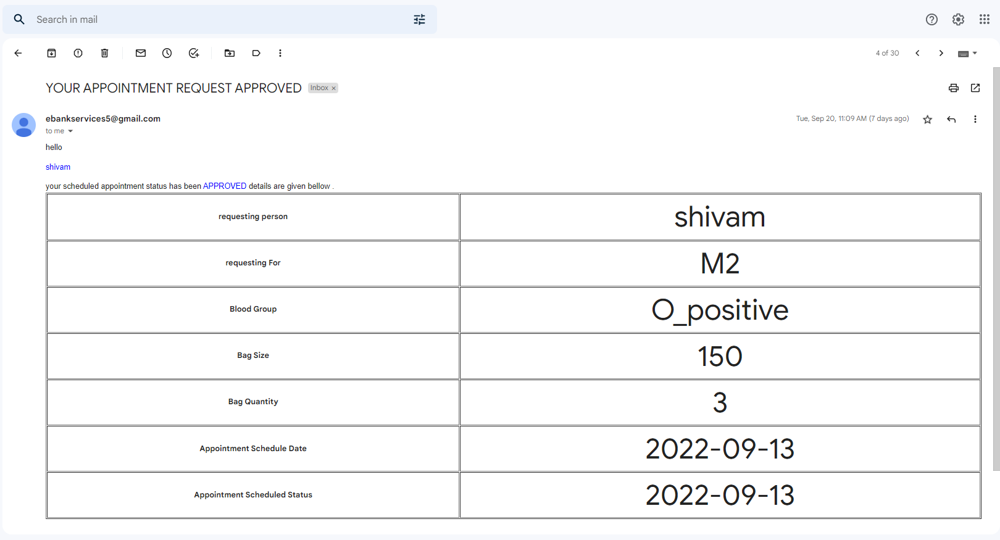 Search in mail
4 of 30
YOUR APPOINTMENT REQUEST APPROVED Inbox ×
ebankservices5@gmail.com Tue, Sep 20, 11:09 AM (7 days ago)
to me
hello
shivam
your scheduled appointment status has been APPROVED details are given bellow .
requesting person shivam
requesting For M2
Blood Group O_positive
Bag Size 150
Bag Quantity 3
Appointment Schedule Date 2022-09-13
Appointment Scheduled Status 2022-09-13